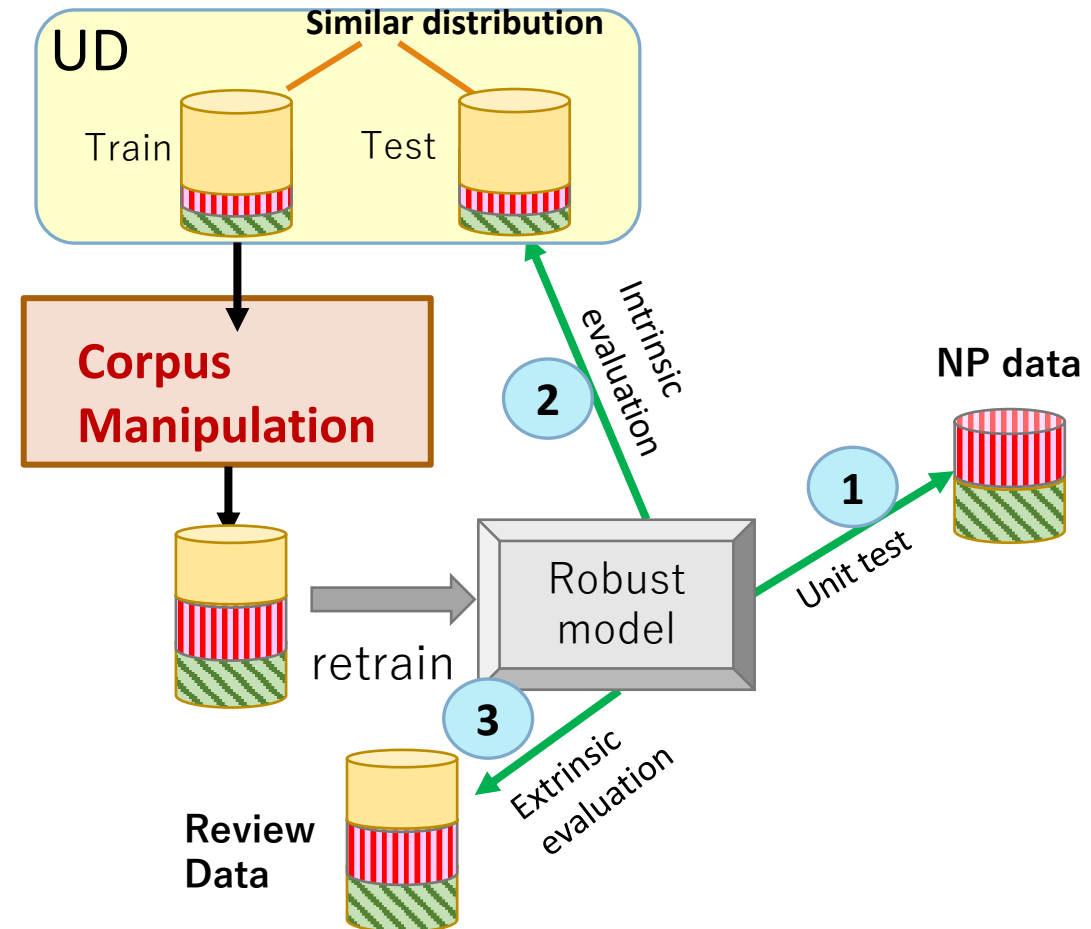 Similar distribution
UD
Train
Test
Corpus
Manipulation
Intrinsic
evaluation
2
NP data
1
Unit test
Robust
model
retrain
3
Extrinsic
evaluation
Review
Data